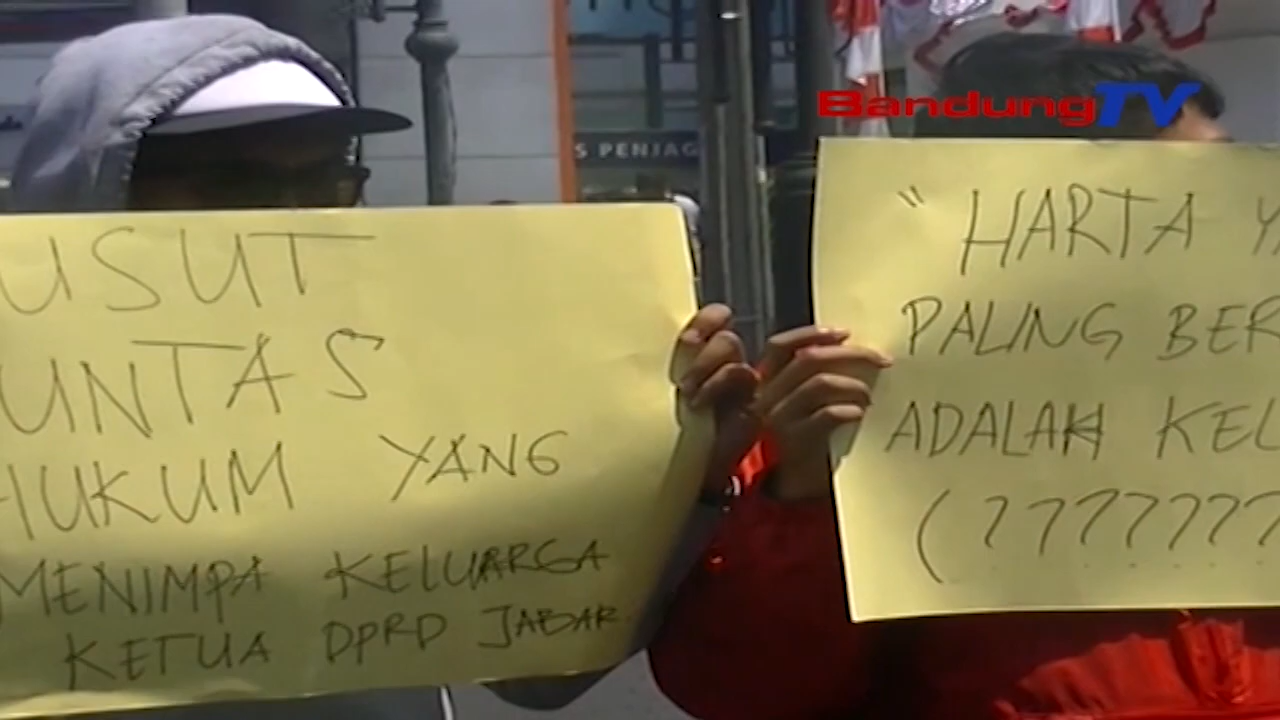 BandungTV
S PENJAG
USUT
UNTAS
HUKUM YANG
MENIMPA KELUARGA
KETUA DPRD JABAR.
" HARTA YA
PALING BER
ADALAH KEL
(???????